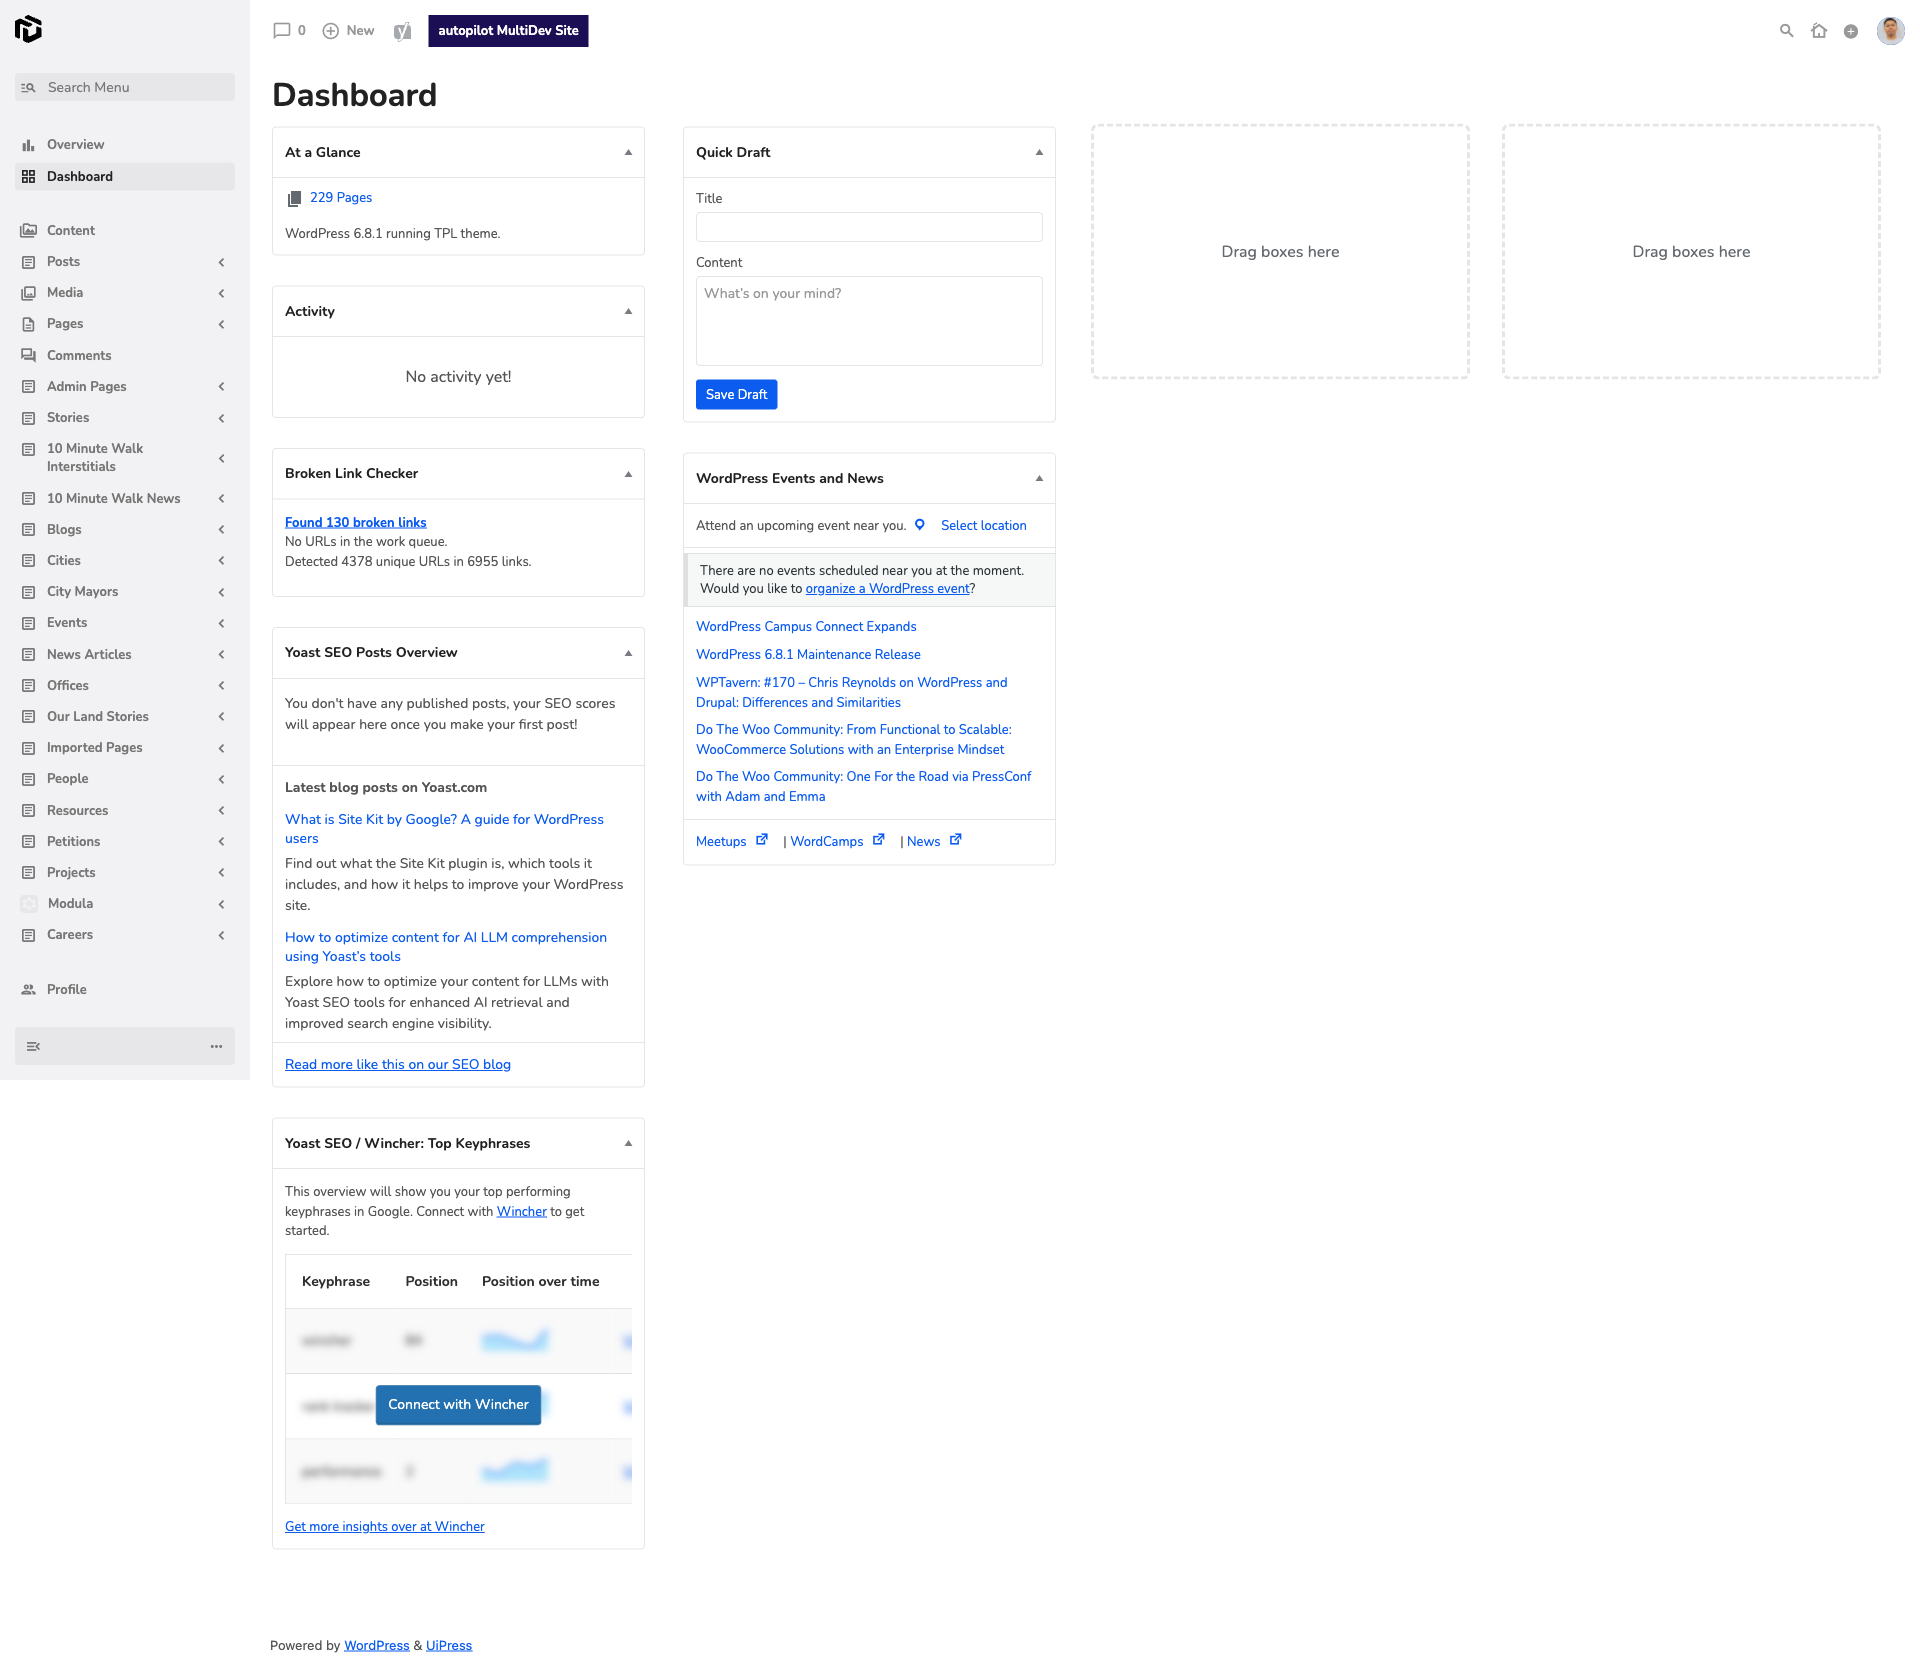 0
New
autopilot MultiDev Site
Search Menu
Overview
Dashboard
Content
Posts
Media
Pages
Comments
Admin Pages
Stories
10 Minute Walk
Interstitials
10 Minute Walk News
Blogs
Cities
City Mayors
Events
News Articles
Offices
Our Land Stories
Imported Pages
People
Resources
Petitions
Projects
Modula
Careers
Profile
Dashboard
At a Glance
229 Pages
WordPress 6.8.1 running TPL theme.
Activity
No activity yet!
Broken Link Checker
Found 130 broken links
No URLs in the work queue.
Detected 4378 unique URLs in 6955 links.
Yoast SEO Posts Overview
You don't have any published posts, your SEO scores
will appear here once you make your first post!
Latest blog posts on Yoast.com
What is Site Kit by Google? A guide for WordPress
users
Find out what the Site Kit plugin is, which tools it
includes, and how it helps to improve your WordPress
site.
How to optimize content for AI LLM comprehension
using Yoast's tools
Explore how to optimize your content for LLMs with
Yoast SEO tools for enhanced AI retrieval and
improved search engine visibility.
Read more like this on our SEO blog
Yoast SEO / Wincher: Top Keyphrases
This overview will show you your top performing
keyphrases in Google. Connect with Wincher to get
started.
Keyphrase Position Position over time
Connect with Wincher
Get more insights over at Wincher
Quick Draft
Title
Content
What's on your mind?
Save Draft
WordPress Events and News
Attend an upcoming event near you. Select location
There are no events scheduled near you at the moment.
Would you like to organize a WordPress event?
WordPress Campus Connect Expands
WordPress 6.8.1 Maintenance Release
WPTavern: #170 – Chris Reynolds on WordPress and
Drupal: Differences and Similarities
Do The Woo Community: From Functional to Scalable:
WooCommerce Solutions with an Enterprise Mindset
Do The Woo Community: One For the Road via PressConf
with Adam and Emma
Meetups | WordCamps | News
Drag boxes here
Drag boxes here
Powered by WordPress & UiPress